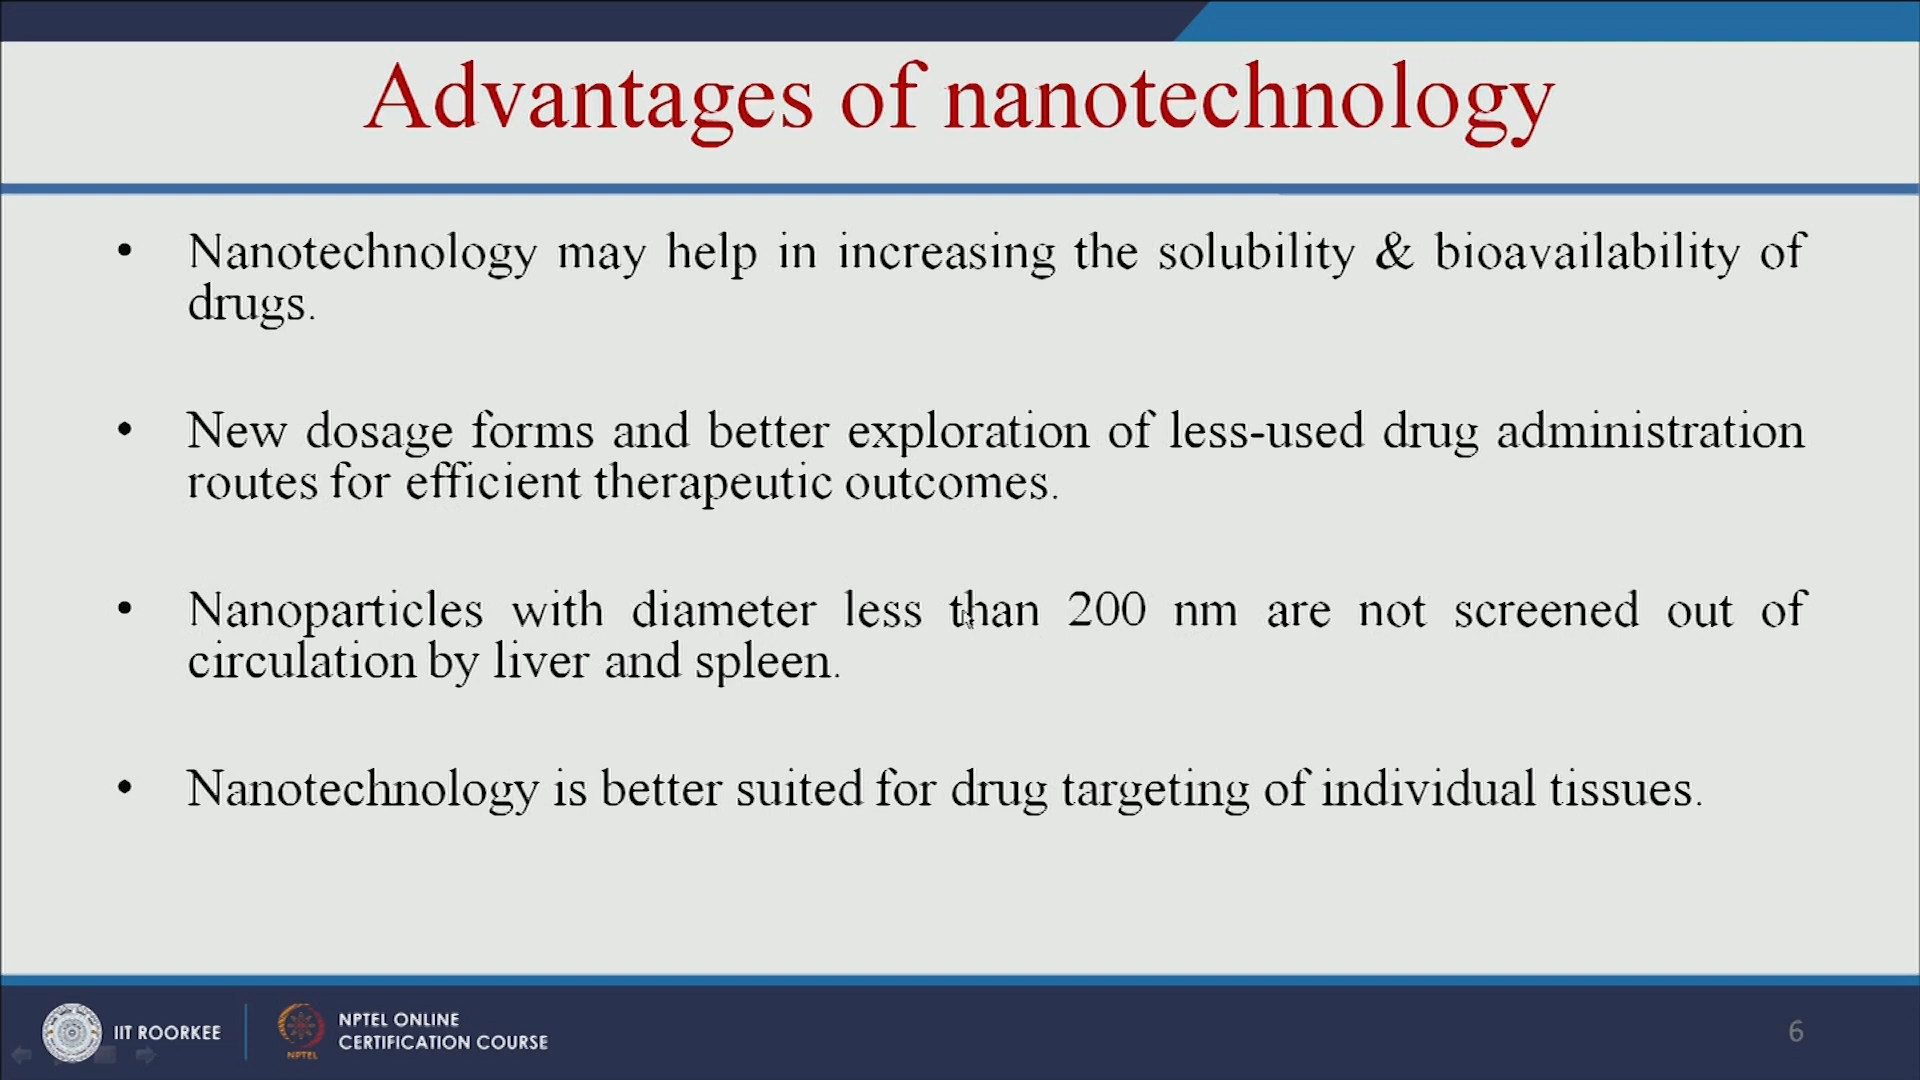 Advantages of nanotechnology
• Nanotechnology may help in increasing the solubility & bioavailability of
drugs.
• New dosage forms and better exploration of less-used drug administration
routes for efficient therapeutic outcomes.
• Nanoparticles with diameter less than 200 nm are not screened out of
circulation by liver and spleen.
• Nanotechnology is better suited for drug targeting of individual tissues.
IIT ROORKEE
NPTEL
NPTEL ONLINE
CERTIFICATION COURSE
6